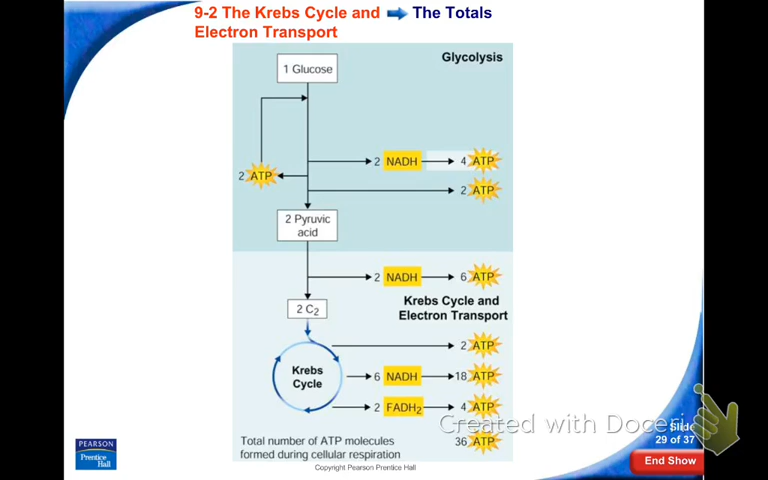 9-2 The Krebs Cycle and
Electron Transport
The Totals
Glycolysis
1 Glucose
2 NADH
4 ATP
2 ATP
2 ATP
2 Pyruvic
acid
2 NADH
6 ATP
Krebs Cycle and
Electron Transport
2 C₂
2 ATP
Krebs
Cycle
6 NADH
18 ATP
2 FADH₂
4 ATP
Total number of ATP molecules
formed during cellular respiration
36 ATP
Created with Doceri
Slide
29 of 37
End Show
PEARSON
Prentice
Hall
Copyright Pearson Prentice Hall